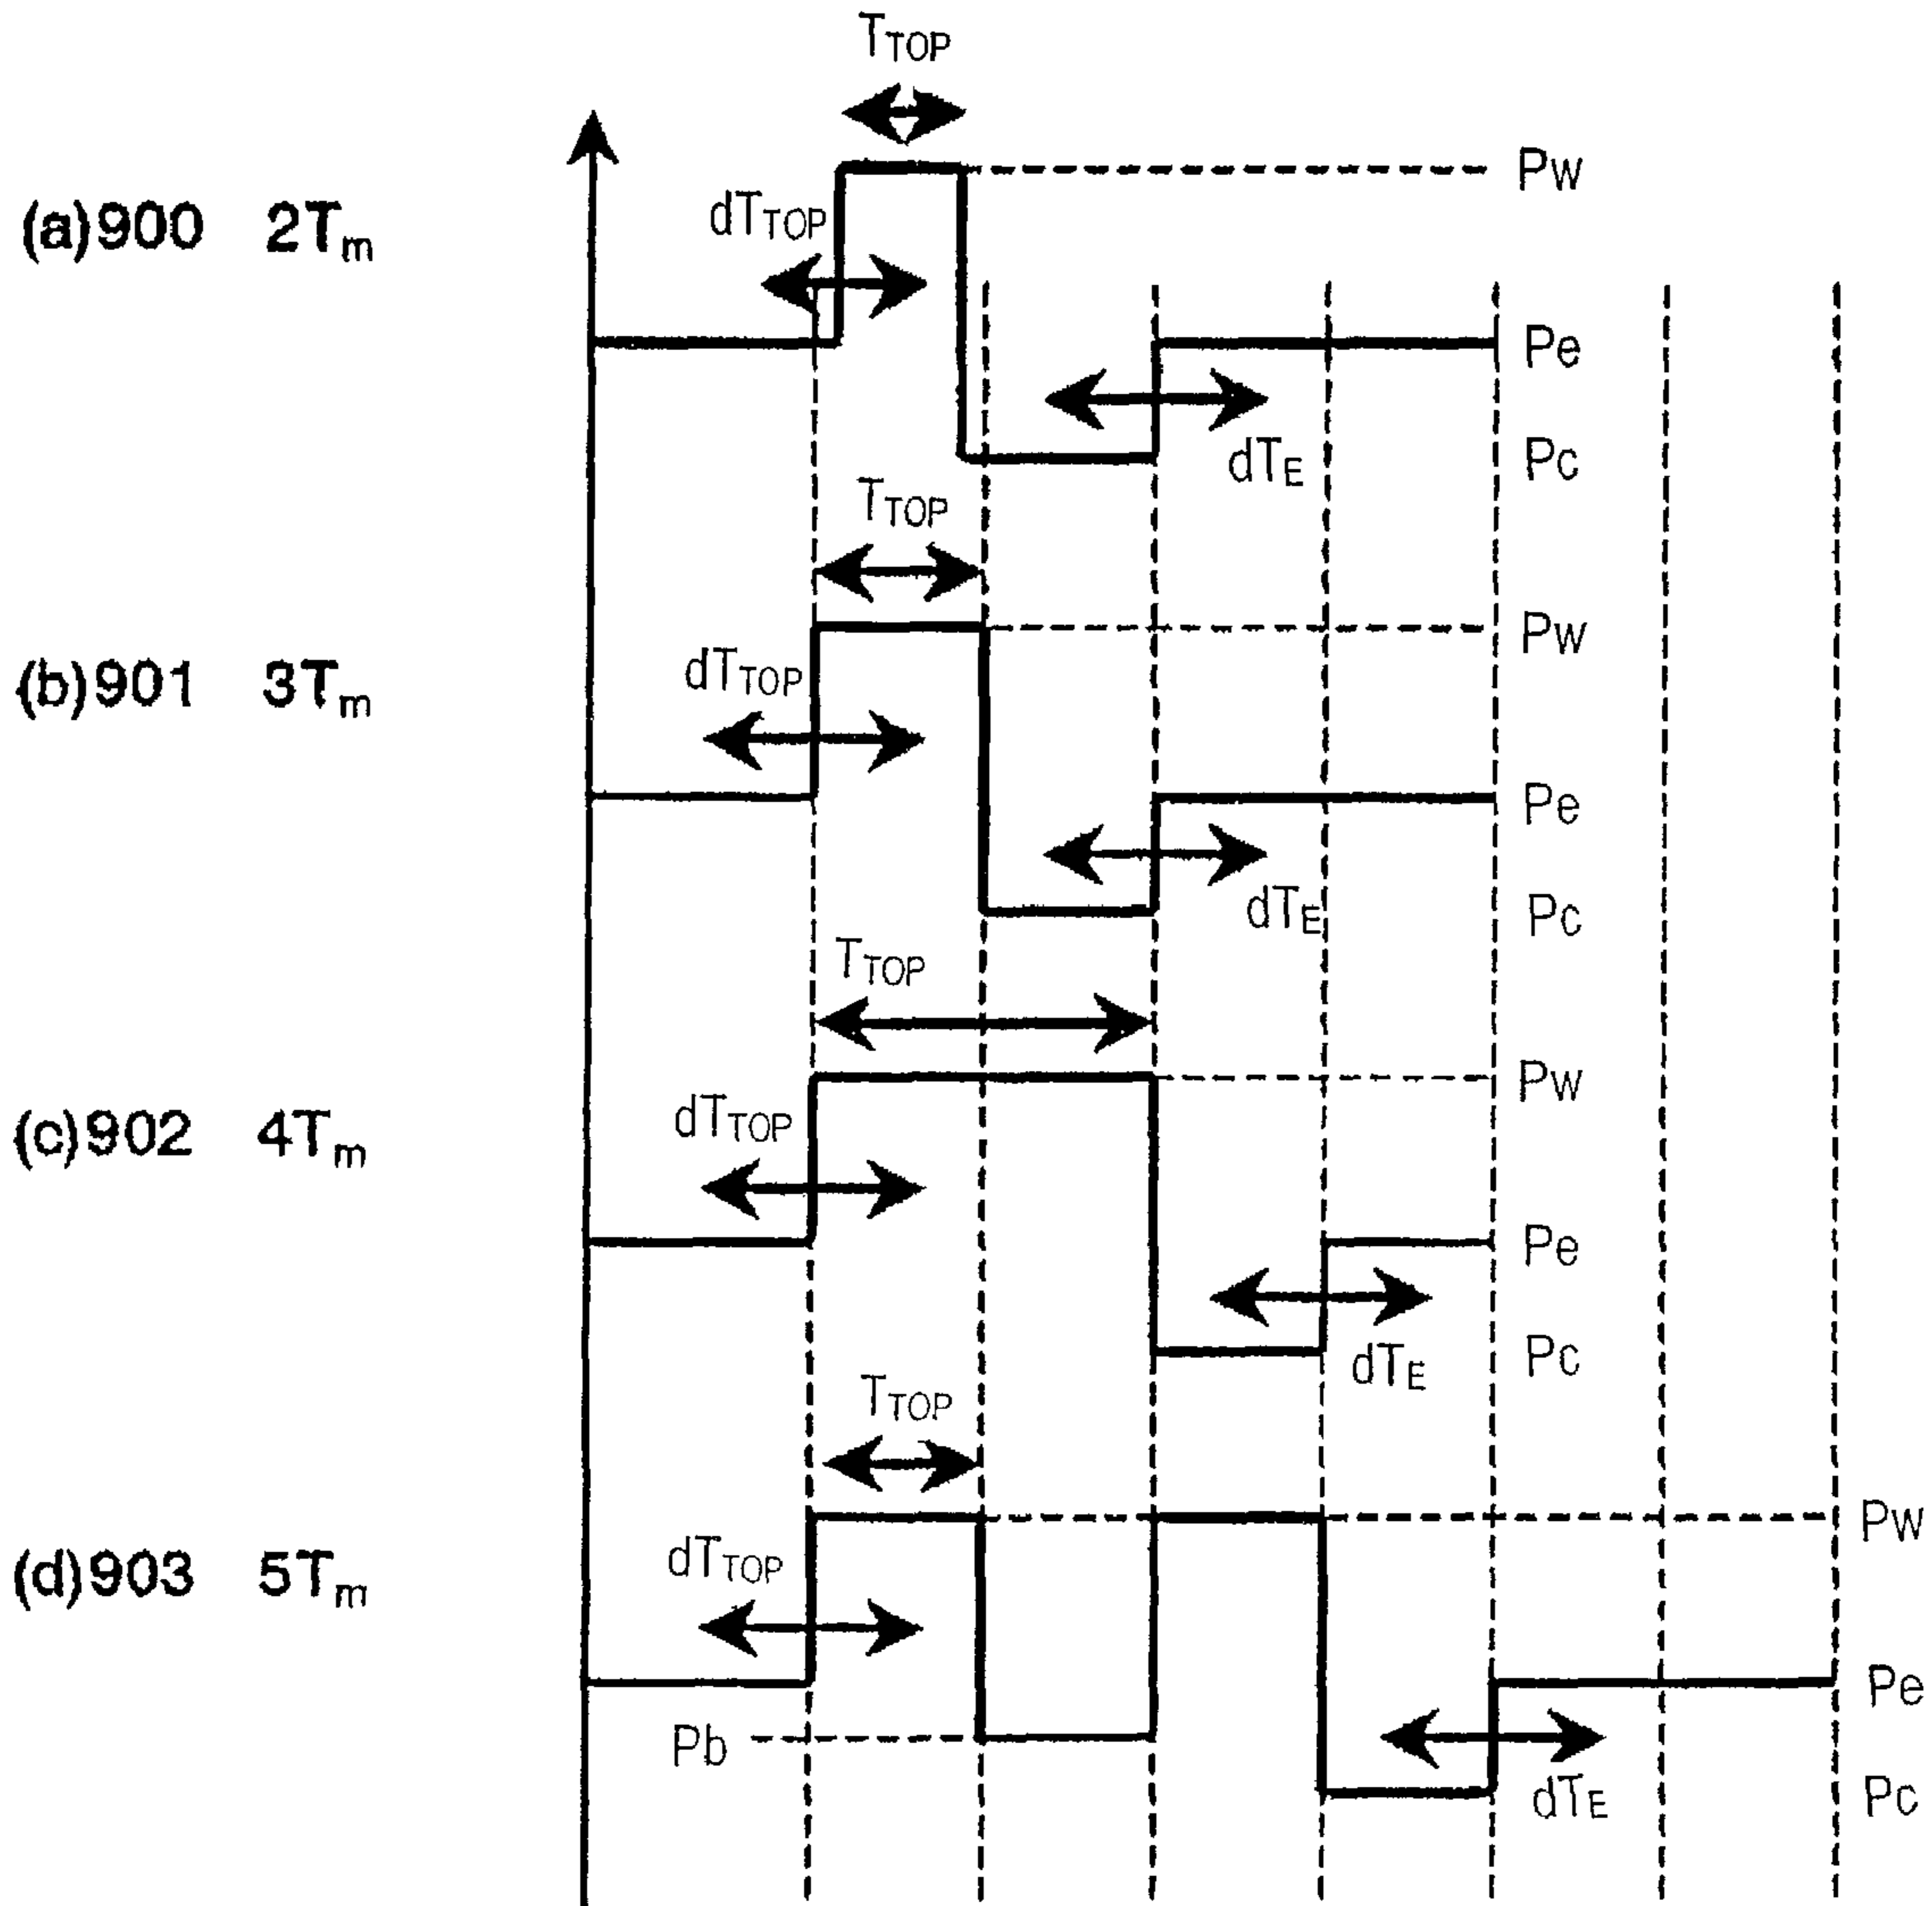 TTOP
(a)900 2Tm
dTTOP
Pw
Pe
dTE
Pc
TTOP
(b)901 3Tm
dTTOP
Pw
Pe
dTE
Pc
TTOP
(c)902 4Tm
dTTOP
Pw
Pe
dTE
Pc
TTOP
(d)903 5Tm
dTTOP
Pw
Pe
Pb
dTE
Pc